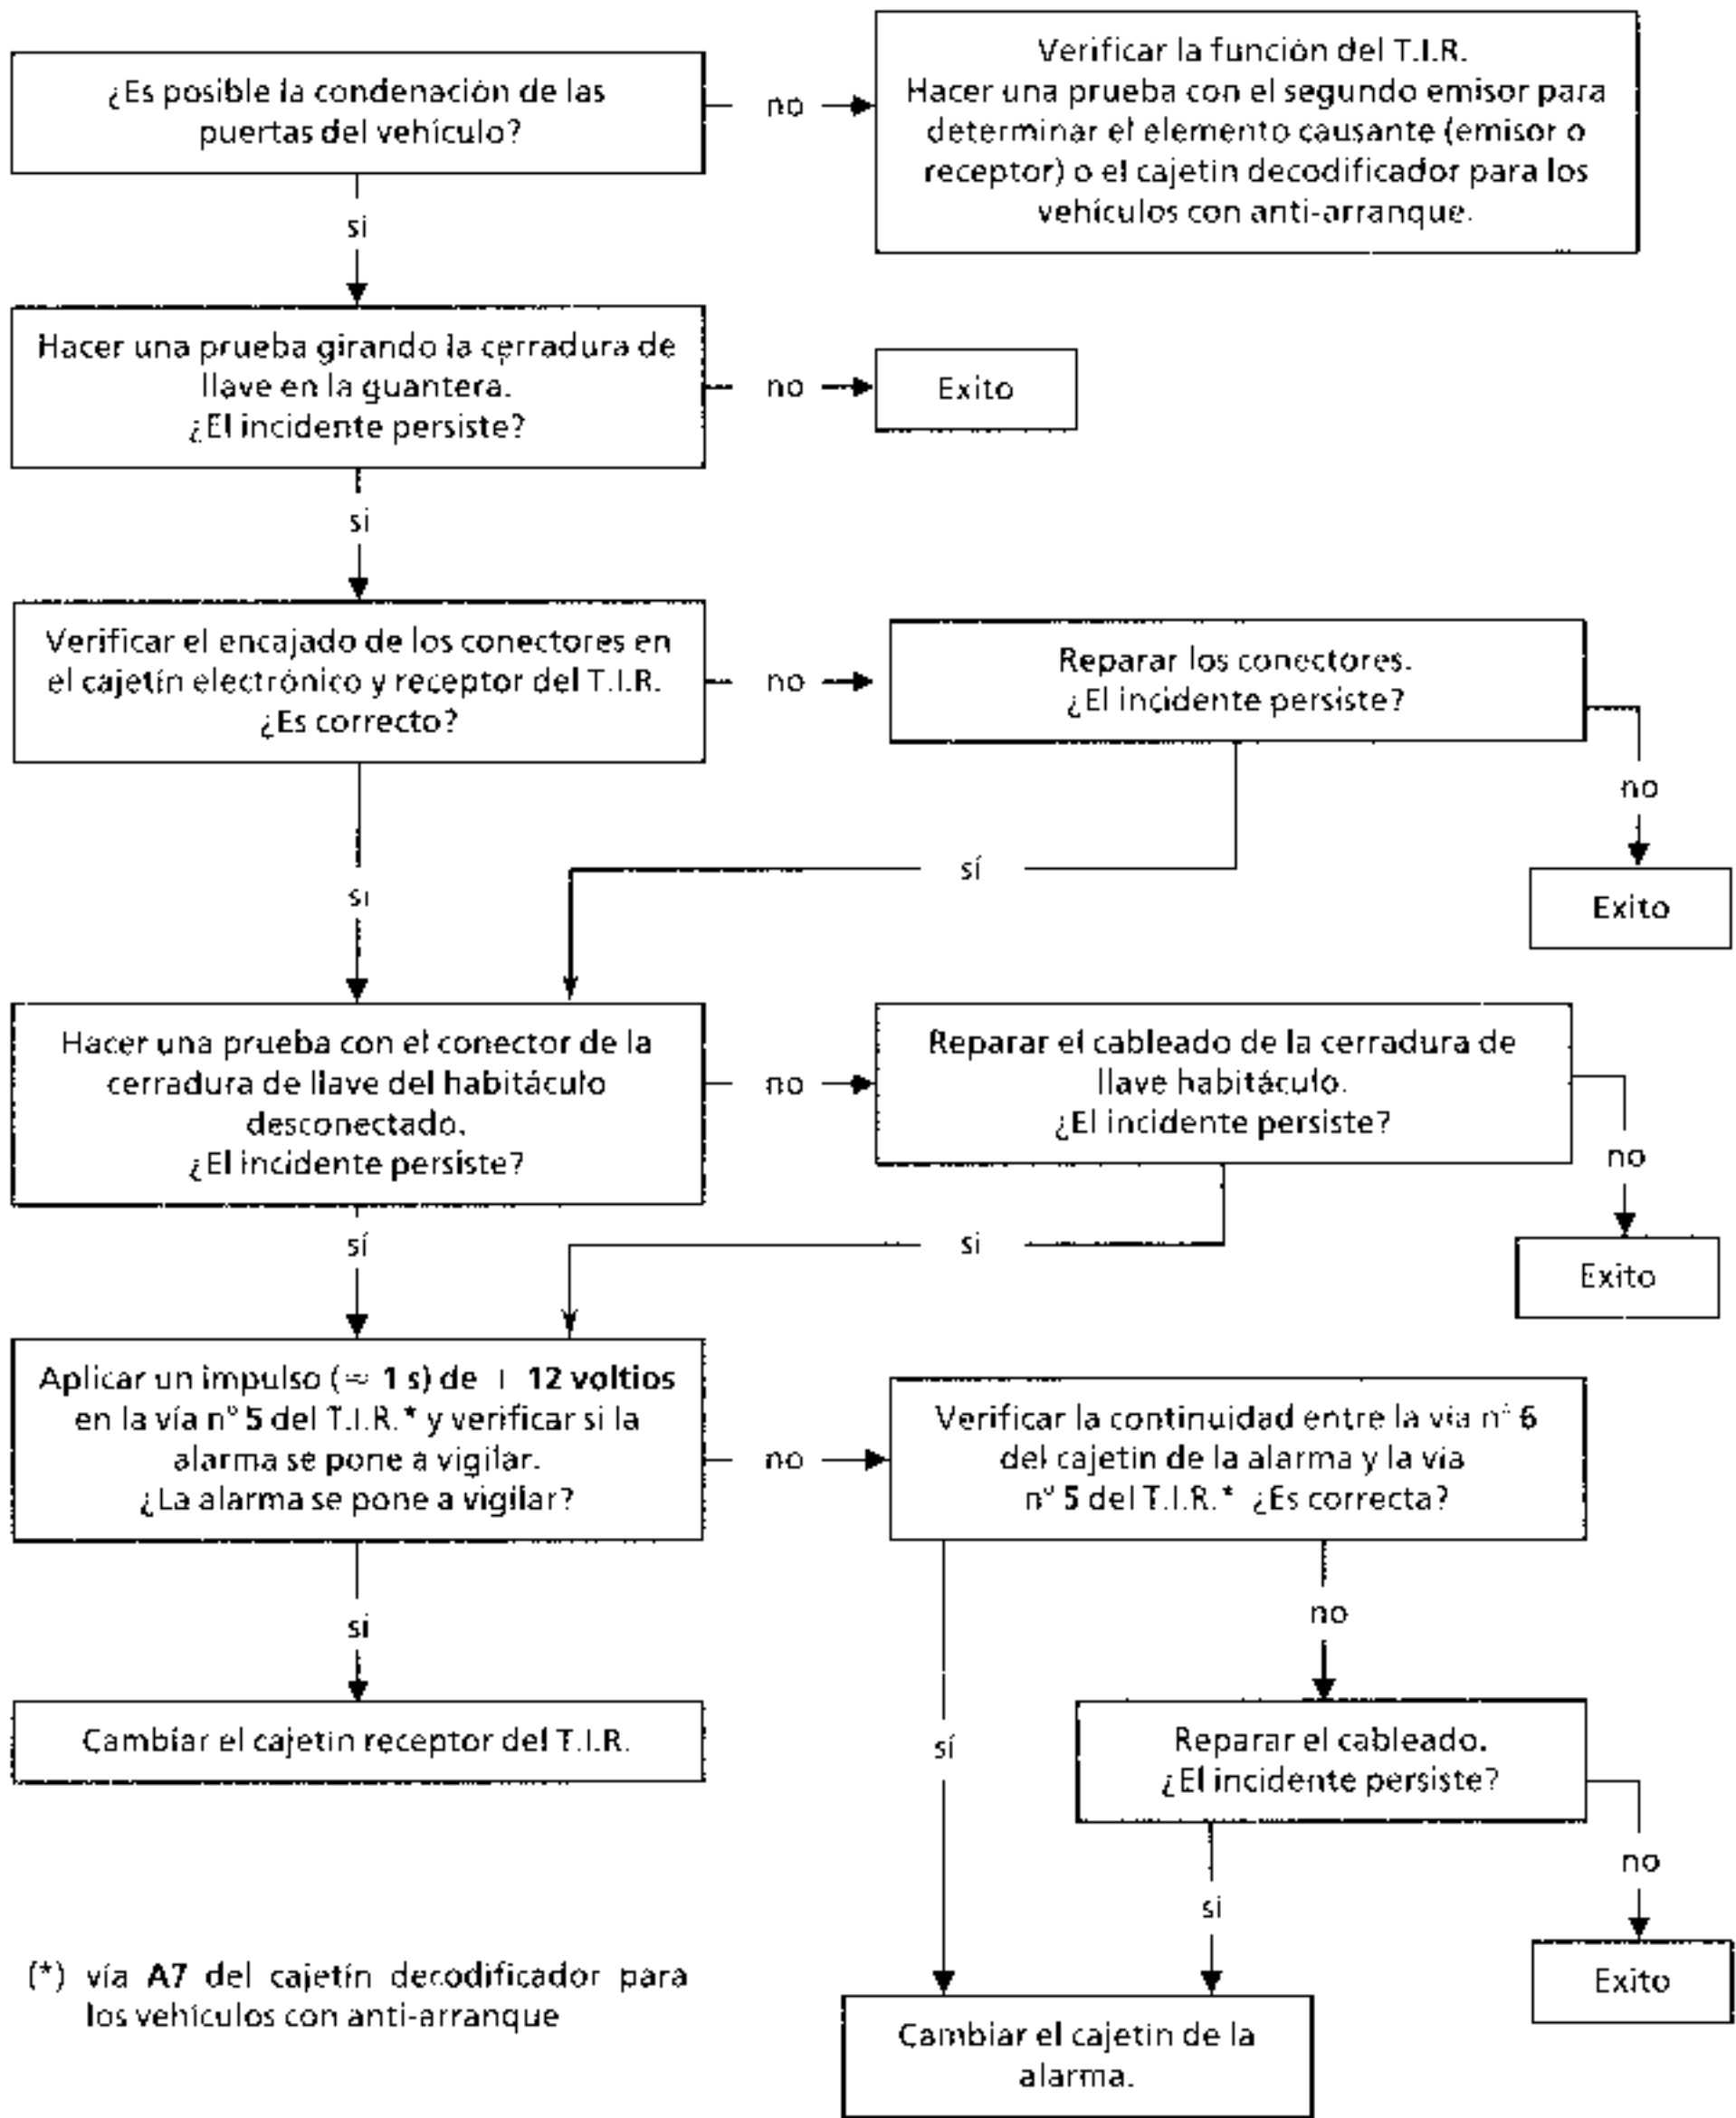 ¿Es posible la condenación de las
puertas del vehículo?
no
Verificar la función del T.I.R.
Hacer una prueba con el segundo emisor para
determinar el elemento causante (emisor o
receptor) o el cajetin decodificador para los
vehículos con anti-arranque.
si
Hacer una prueba girando la cerradura de
llave en la guantera.
¿El incidente persiste?
no
Exito
si
Verificar el encajado de los conectores en
el cajetín electrónico y receptor del T.I.R.
¿Es correcto?
no
Reparar los conectores.
¿El incidente persiste?
no
Exito
sí
si
Hacer una prueba con el conector de la
cerradura de llave del habitáculo
desconectado.
¿El incidente persiste?
no
Reparar el cableado de la cerradura de
llave habitáculo.
¿El incidente persiste?
no
Exito
sí
si
Aplicar un impulso (≈ 1 s) de + 12 voltios
en la vía n° 5 del T.I.R.* y verificar si la
alarma se pone a vigilar.
¿La alarma se pone a vigilar?
no
Verificar la continuidad entre la via n° 6
del cajetin de la alarma y la via
n° 5 del T.I.R.* ¿Es correcta?
si
no
Cambiar el cajetin receptor del T.I.R.
sí
Reparar el cableado.
¿El incidente persiste?
no
si
Exito
(*) vía A7 del cajetín decodificador para
los vehículos con anti-arranque
Cambiar el cajetin de la
alarma.